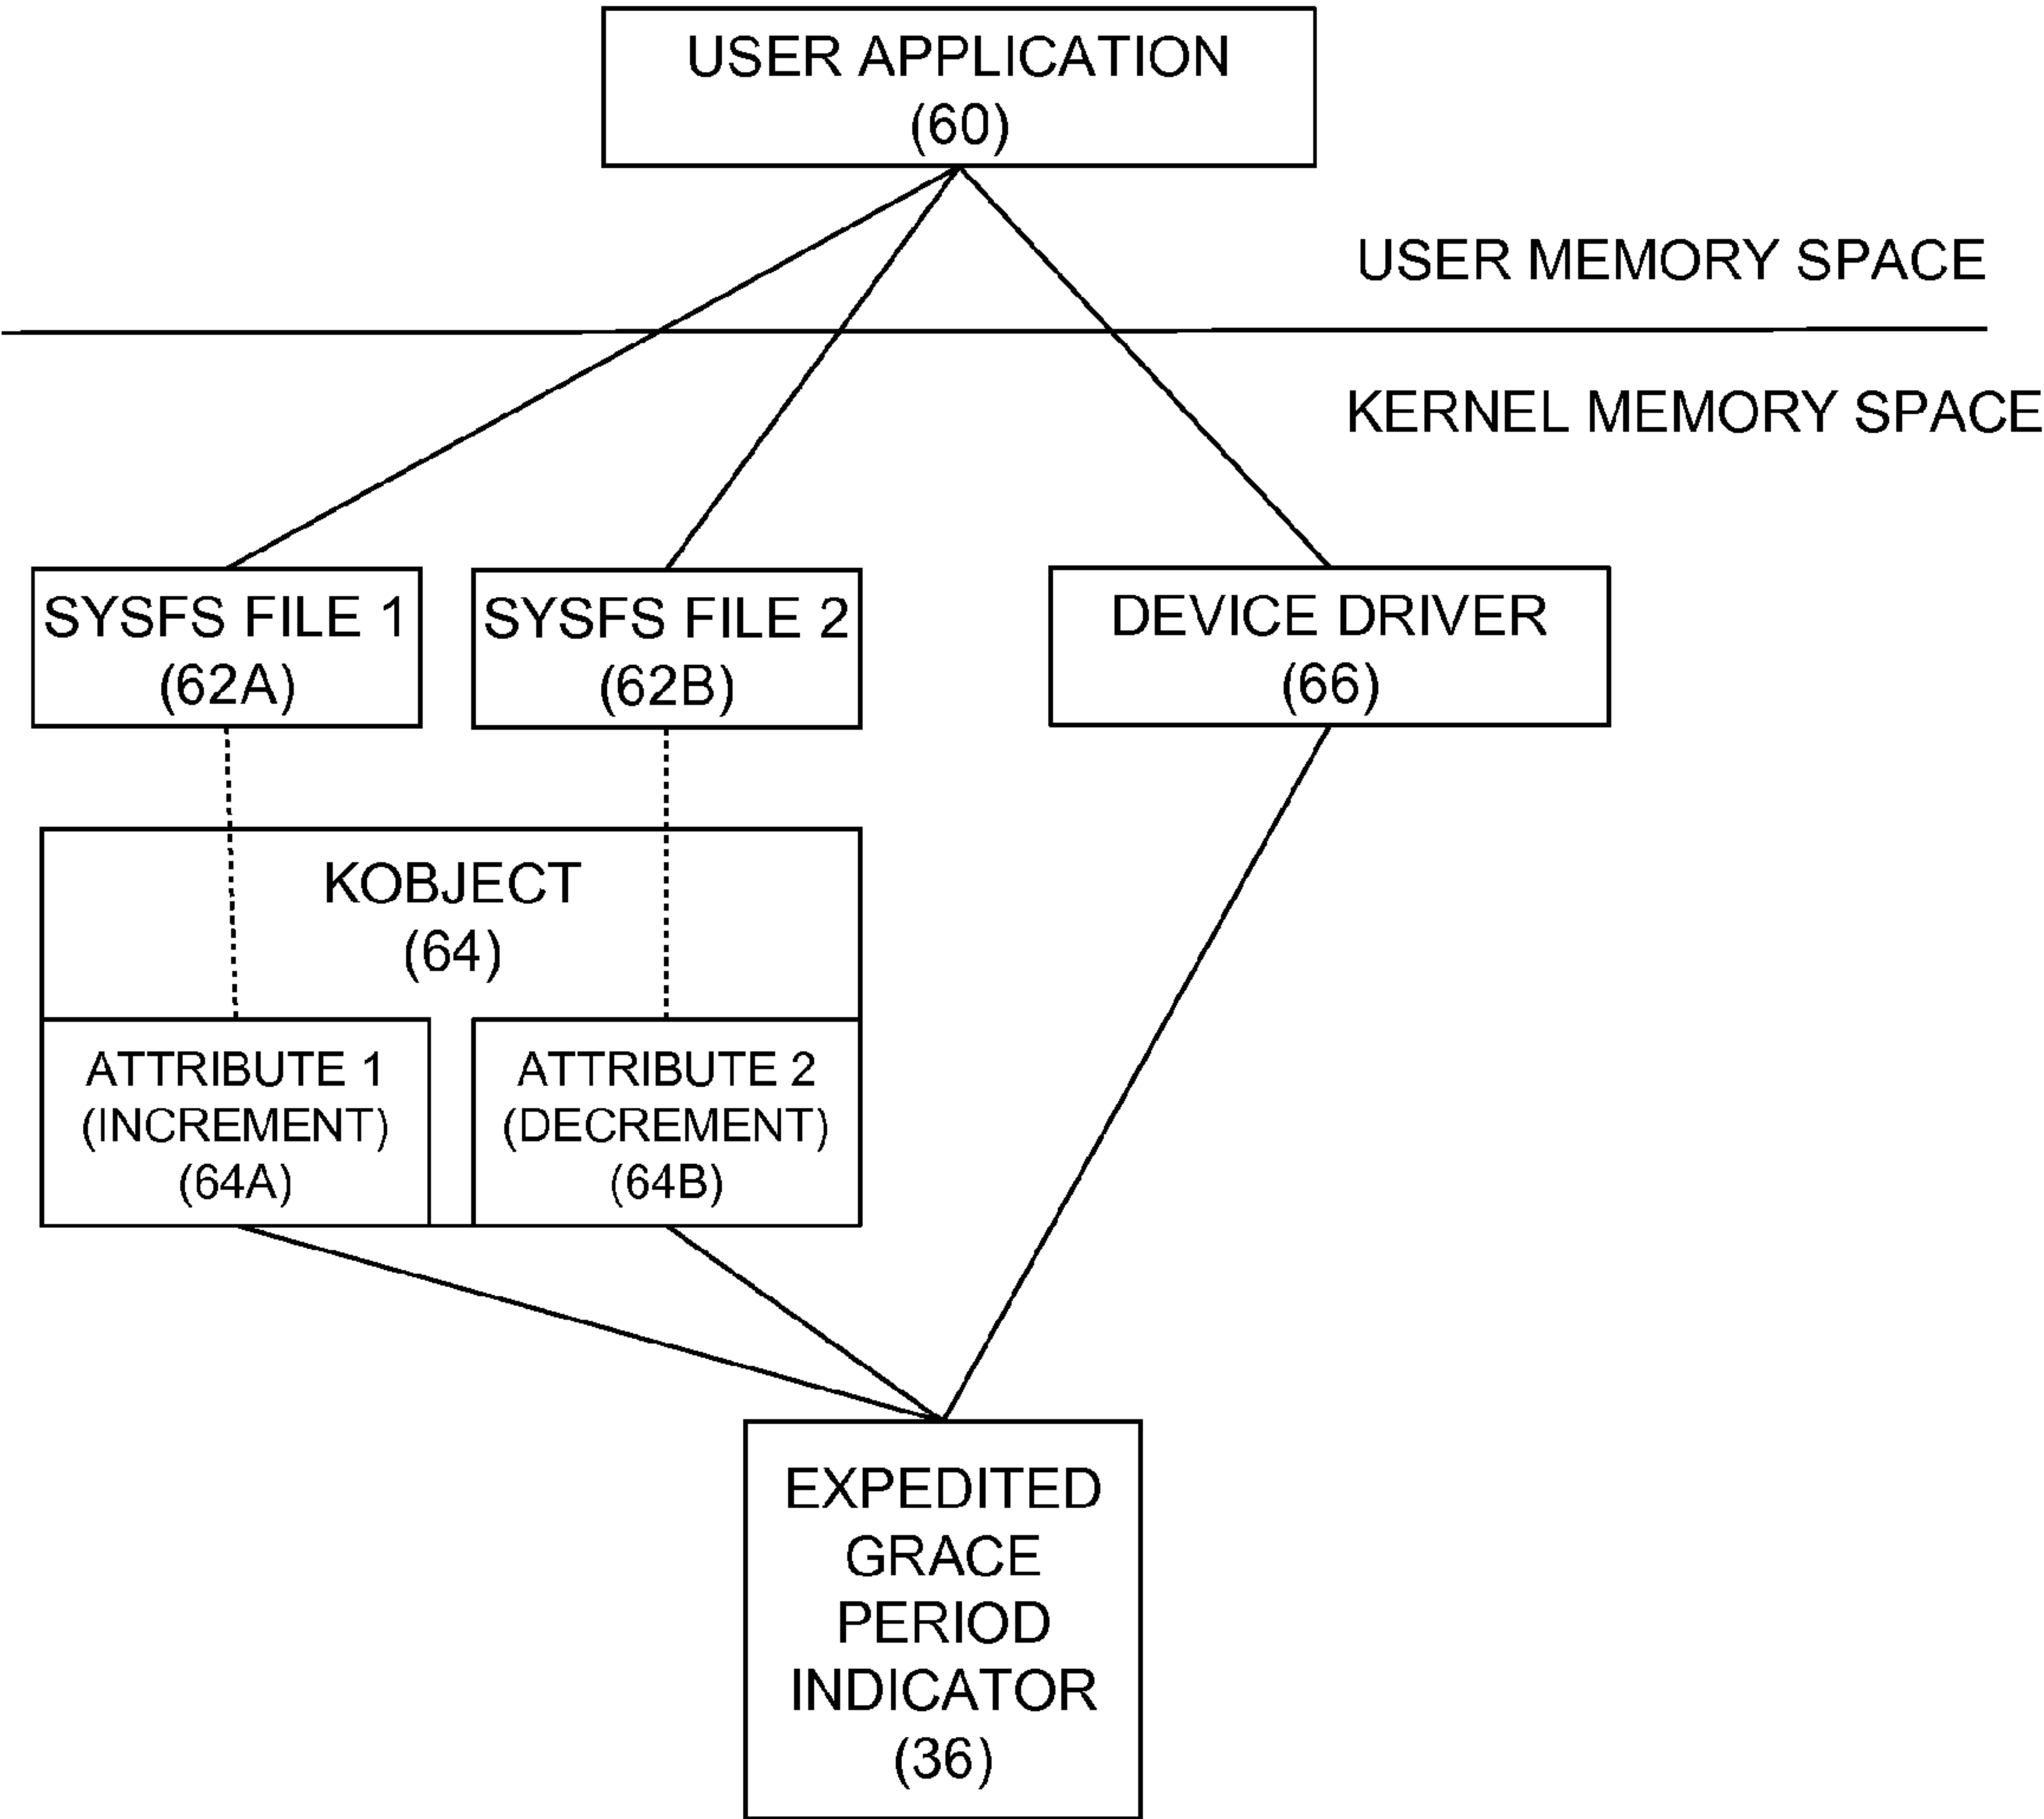 USER APPLICATION
(60)
USER MEMORY SPACE
KERNEL MEMORY SPACE
SYSFS FILE 1
(62A)
SYSFS FILE 2
(62B)
DEVICE DRIVER
(66)
KOBJECT
(64)
ATTRIBUTE 1
(INCREMENT)
(64A)
ATTRIBUTE 2
(DECREMENT)
(64B)
EXPEDITED
GRACE
PERIOD
INDICATOR
(36)